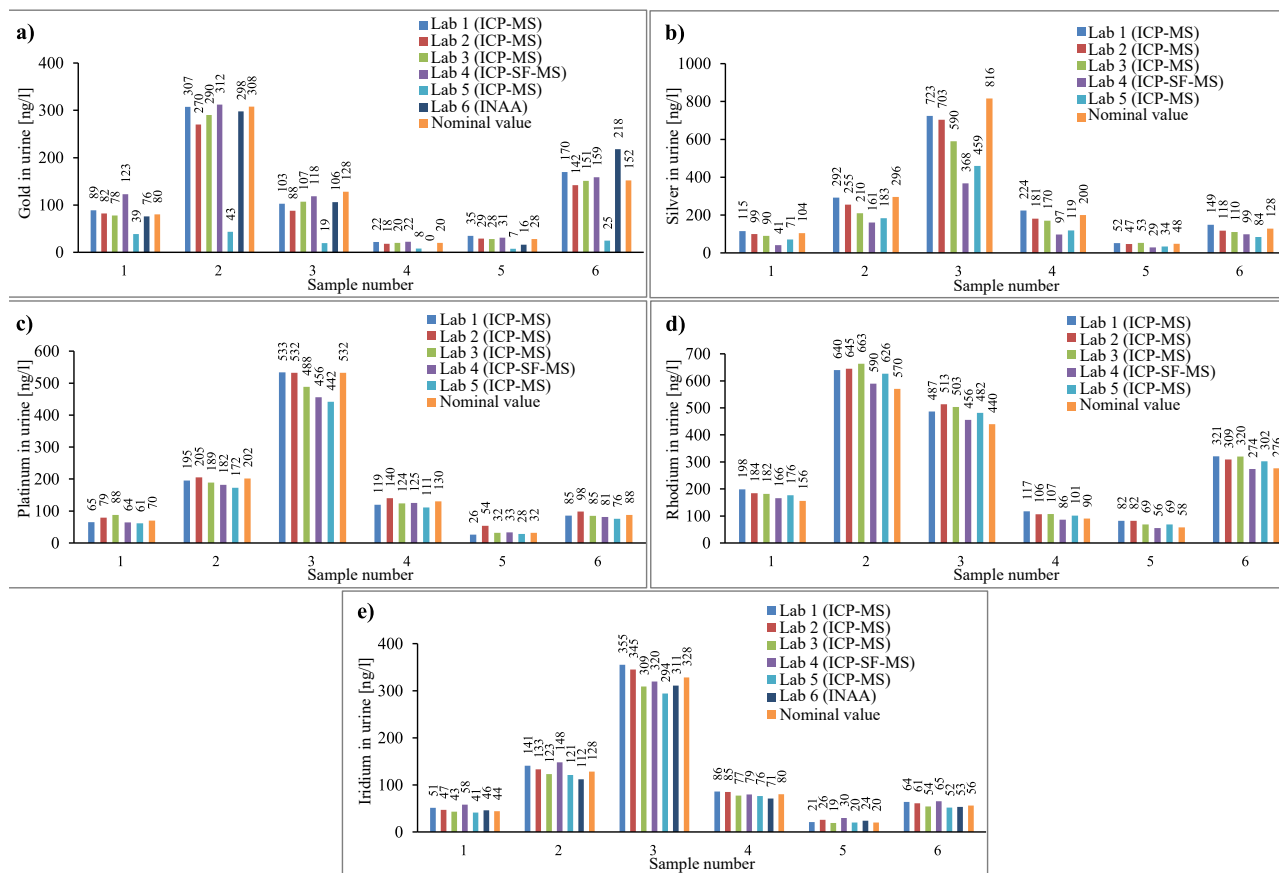 a)
Lab 1 (ICP-MS)
Lab 2 (ICP-MS)
Lab 3 (ICP-MS)
Lab 4 (ICP-SF-MS)
Lab 5 (ICP-MS)
Lab 6 (INAA)
Nominal value
Gold in urine [ng/l]
400
300
200
100
0
89 82 78 123 39 76 80
307 270 290 312 43 298 308
103 88 107 118 19 106 128
22 18 20 22 8 0 20
35 29 28 31 7 16 28
170 142 151 159 25 218 152
1 2 3 4 5 6
Sample number
b)
Lab 1 (ICP-MS)
Lab 2 (ICP-MS)
Lab 3 (ICP-MS)
Lab 4 (ICP-SF-MS)
Lab 5 (ICP-MS)
Nominal value
Silver in urine [ng/l]
1000
800
600
400
200
0
115 99 90 41 71 104
292 255 210 161 183 296
723 703 590 368 459 816
224 181 170 97 119 200
52 47 53 29 34 48
149 118 110 99 84 128
1 2 3 4 5 6
Sample number
c)
Lab 1 (ICP-MS)
Lab 2 (ICP-MS)
Lab 3 (ICP-MS)
Lab 4 (ICP-SF-MS)
Lab 5 (ICP-MS)
Nominal value
Platinum in urine [ng/l]
600
500
400
300
200
100
0
65 79 88 64 61 70
195 205 189 182 172 202
533 532 488 456 442 532
119 140 124 125 111 130
26 54 32 33 28 32
85 98 85 81 76 88
1 2 3 4 5 6
Sample number
d)
Lab 1 (ICP-MS)
Lab 2 (ICP-MS)
Lab 3 (ICP-MS)
Lab 4 (ICP-SF-MS)
Lab 5 (ICP-MS)
Nominal value
Rhodium in urine [ng/l]
700
600
500
400
300
200
100
0
198 184 182 166 176 156
640 645 663 590 626 570
487 513 503 456 482 440
117 106 107 86 101 90
82 82 69 56 69 58
321 309 320 274 302 276
1 2 3 4 5 6
Sample number
e)
Lab 1 (ICP-MS)
Lab 2 (ICP-MS)
Lab 3 (ICP-MS)
Lab 4 (ICP-SF-MS)
Lab 5 (ICP-MS)
Lab 6 (INAA)
Nominal value
Iridium in urine [ng/l]
400
300
200
100
0
51 47 43 58 41 46 44
141 133 123 148 121 112 128
355 345 309 320 294 311 328
86 85 77 79 76 71 80
21 26 19 30 20 24 20
64 61 54 65 52 53 56
1 2 3 4 5 6
Sample number